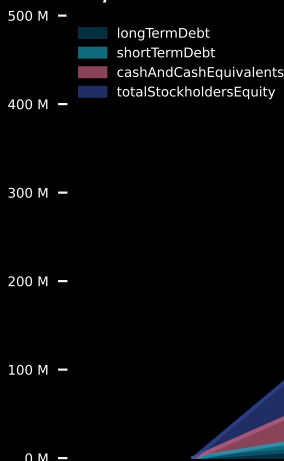 500 M
longTermDebt
shortTermDebt
cashAndCashEquivalents
totalStockholdersEquity
400 M
300 M
200 M
100 M
0 M